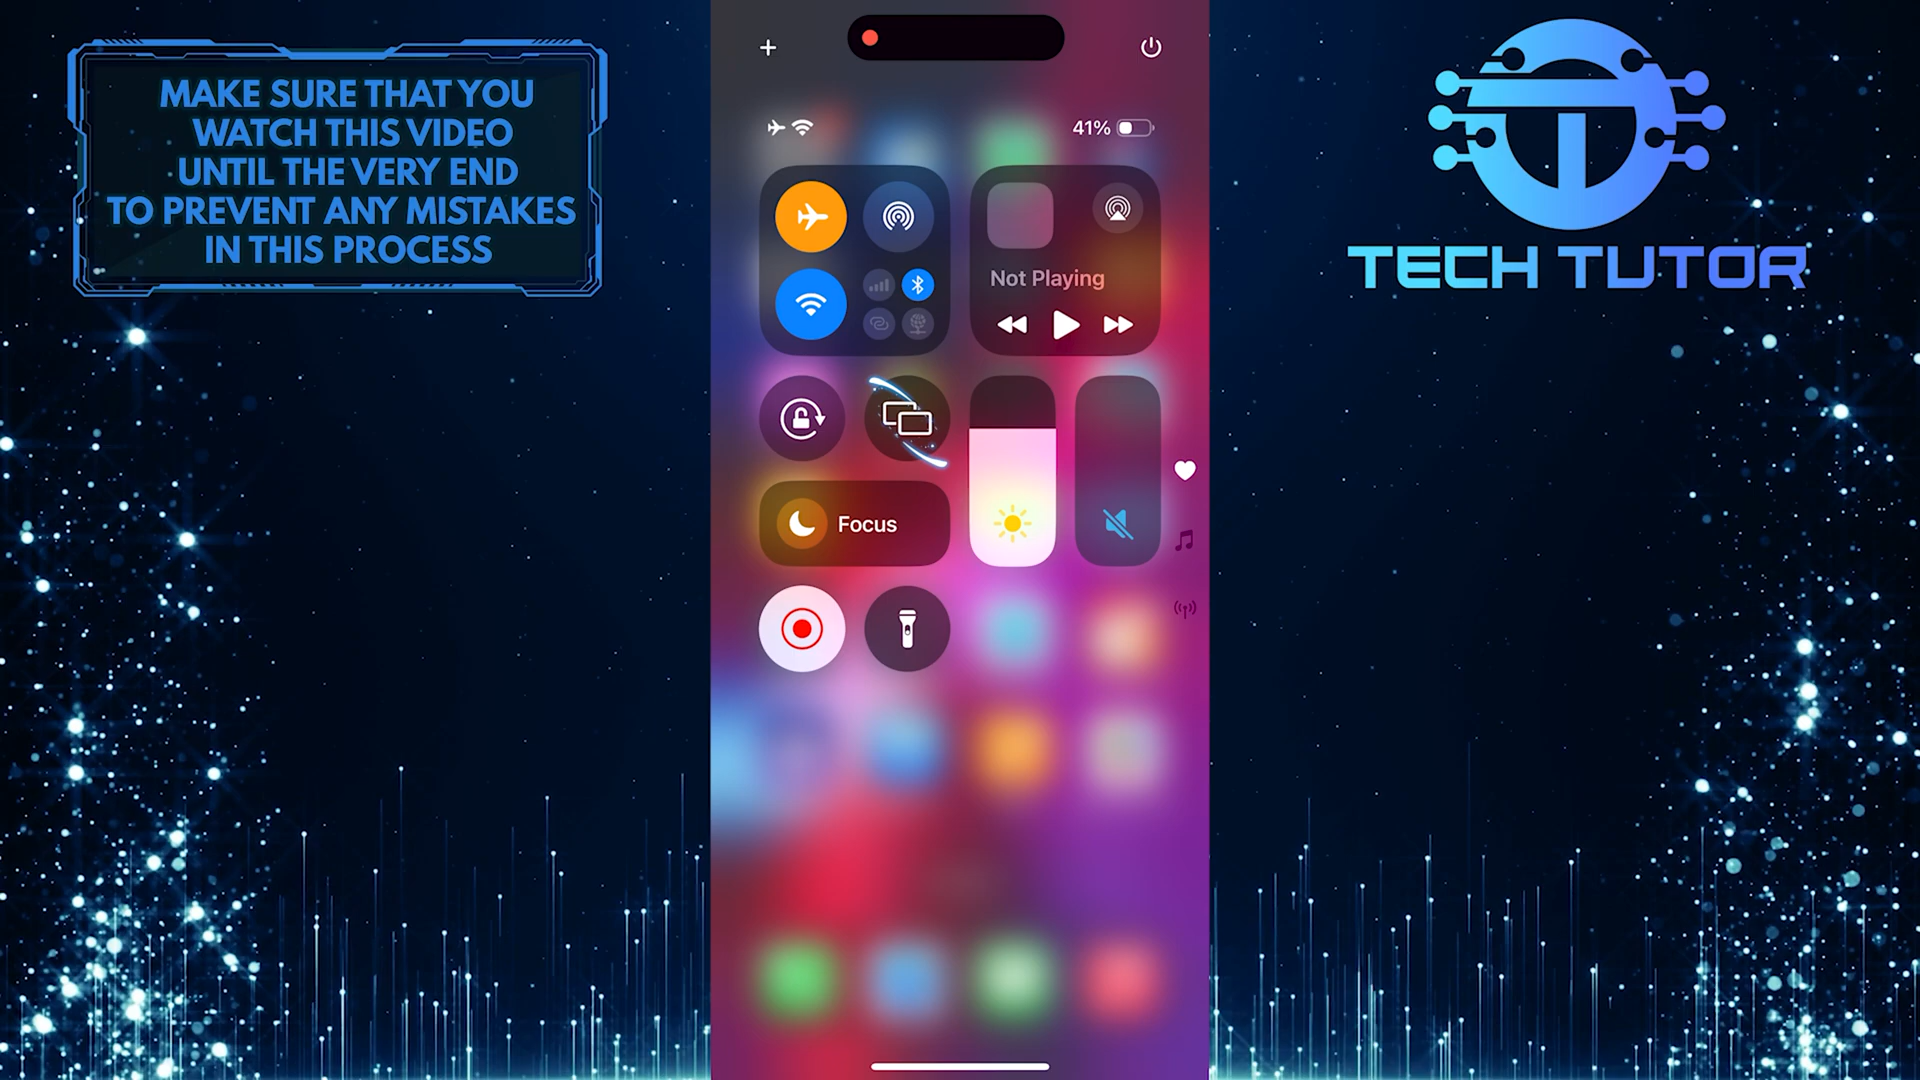 MAKE SURE THAT YOU
WATCH THIS VIDEO
UNTIL THE VERY END
TO PREVENT ANY MISTAKES
IN THIS PROCESS
41%
Not Playing
Focus
TECH TUTOR